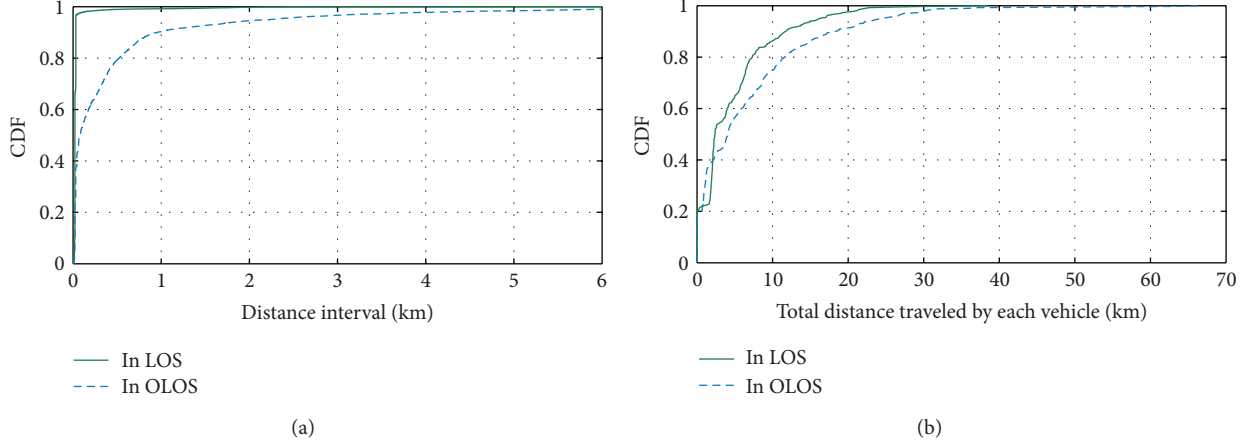 1
0.8
0.6
0.4
0.2
0
CDF
0 1 2 3 4 5 6
Distance interval (km)
In LOS
In OLOS
(a)
1
0.8
0.6
0.4
0.2
0
CDF
0 10 20 30 40 50 60 70
Total distance traveled by each vehicle (km)
In LOS
In OLOS
(b)